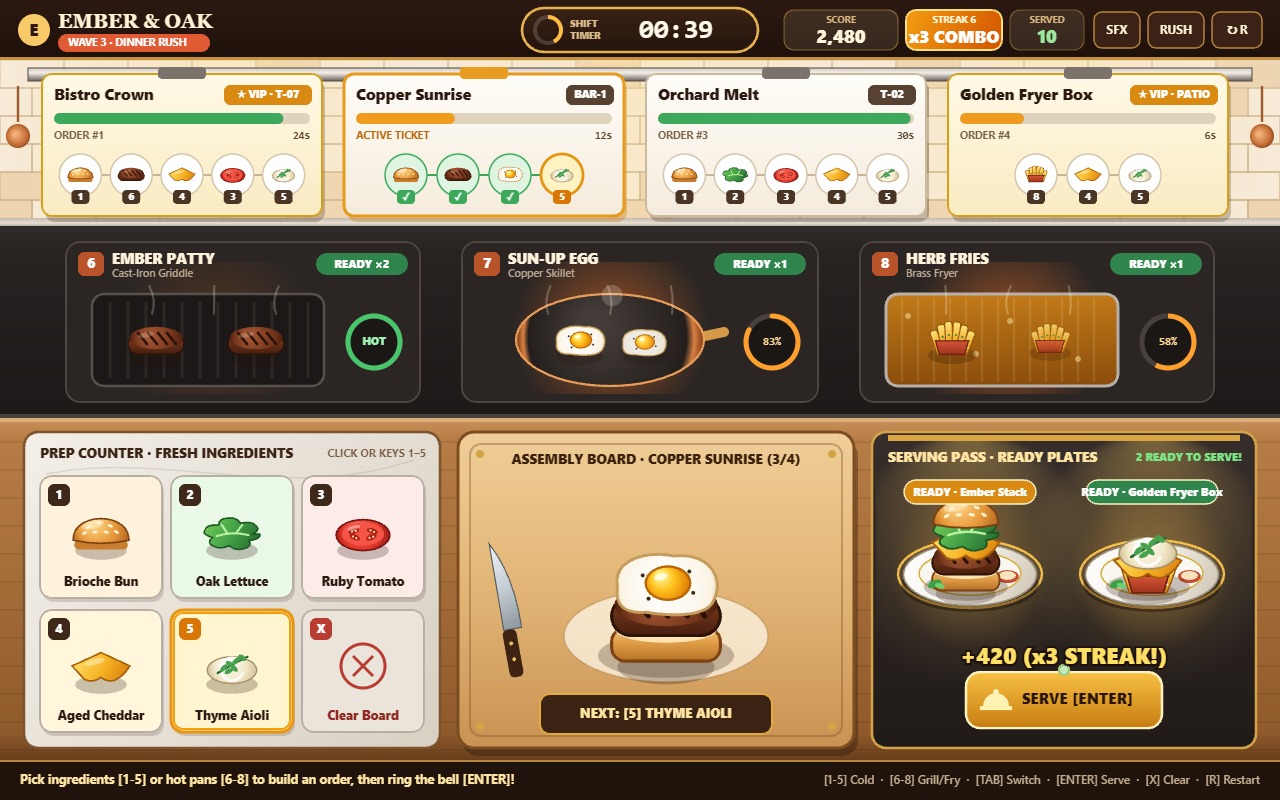 E
EMBER & OAK
WAVE 3 · DINNER RUSH
SHIFT
TIMER
00:39
SCORE
2,480
STREAK 6
x3 COMBO
SERVED
10
SFX
RUSH
↻ R
Bistro Crown
★ VIP · T-07
ORDER #1
24s
1
6
4
3
5
Copper Sunrise
BAR-1
ACTIVE TICKET
12s
✓
✓
✓
5
Orchard Melt
T-02
ORDER #3
30s
1
2
3
4
5
Golden Fryer Box
★ VIP · PATIO
ORDER #4
6s
8
4
5
6
EMBER PATTY
Cast-Iron Griddle
READY ×2
HOT
7
SUN-UP EGG
Copper Skillet
READY ×1
83%
8
HERB FRIES
Brass Fryer
READY ×1
58%
PREP COUNTER · FRESH INGREDIENTS
CLICK OR KEYS 1–5
1
Brioche Bun
2
Oak Lettuce
3
Ruby Tomato
4
Aged Cheddar
5
Thyme Aioli
X
Clear Board
ASSEMBLY BOARD · COPPER SUNRISE (3/4)
NEXT: [5] THYME AIOLI
SERVING PASS · READY PLATES
2 READY TO SERVE!
READY · Ember Stack
READY · Golden Fryer Box
+420 (x3 STREAK!)
SERVE [ENTER]
Pick ingredients [1-5] or hot pans [6-8] to build an order, then ring the bell [ENTER]!
[1-5] Cold · [6-8] Grill/Fry · [TAB] Switch · [ENTER] Serve · [X] Clear · [R] Restart